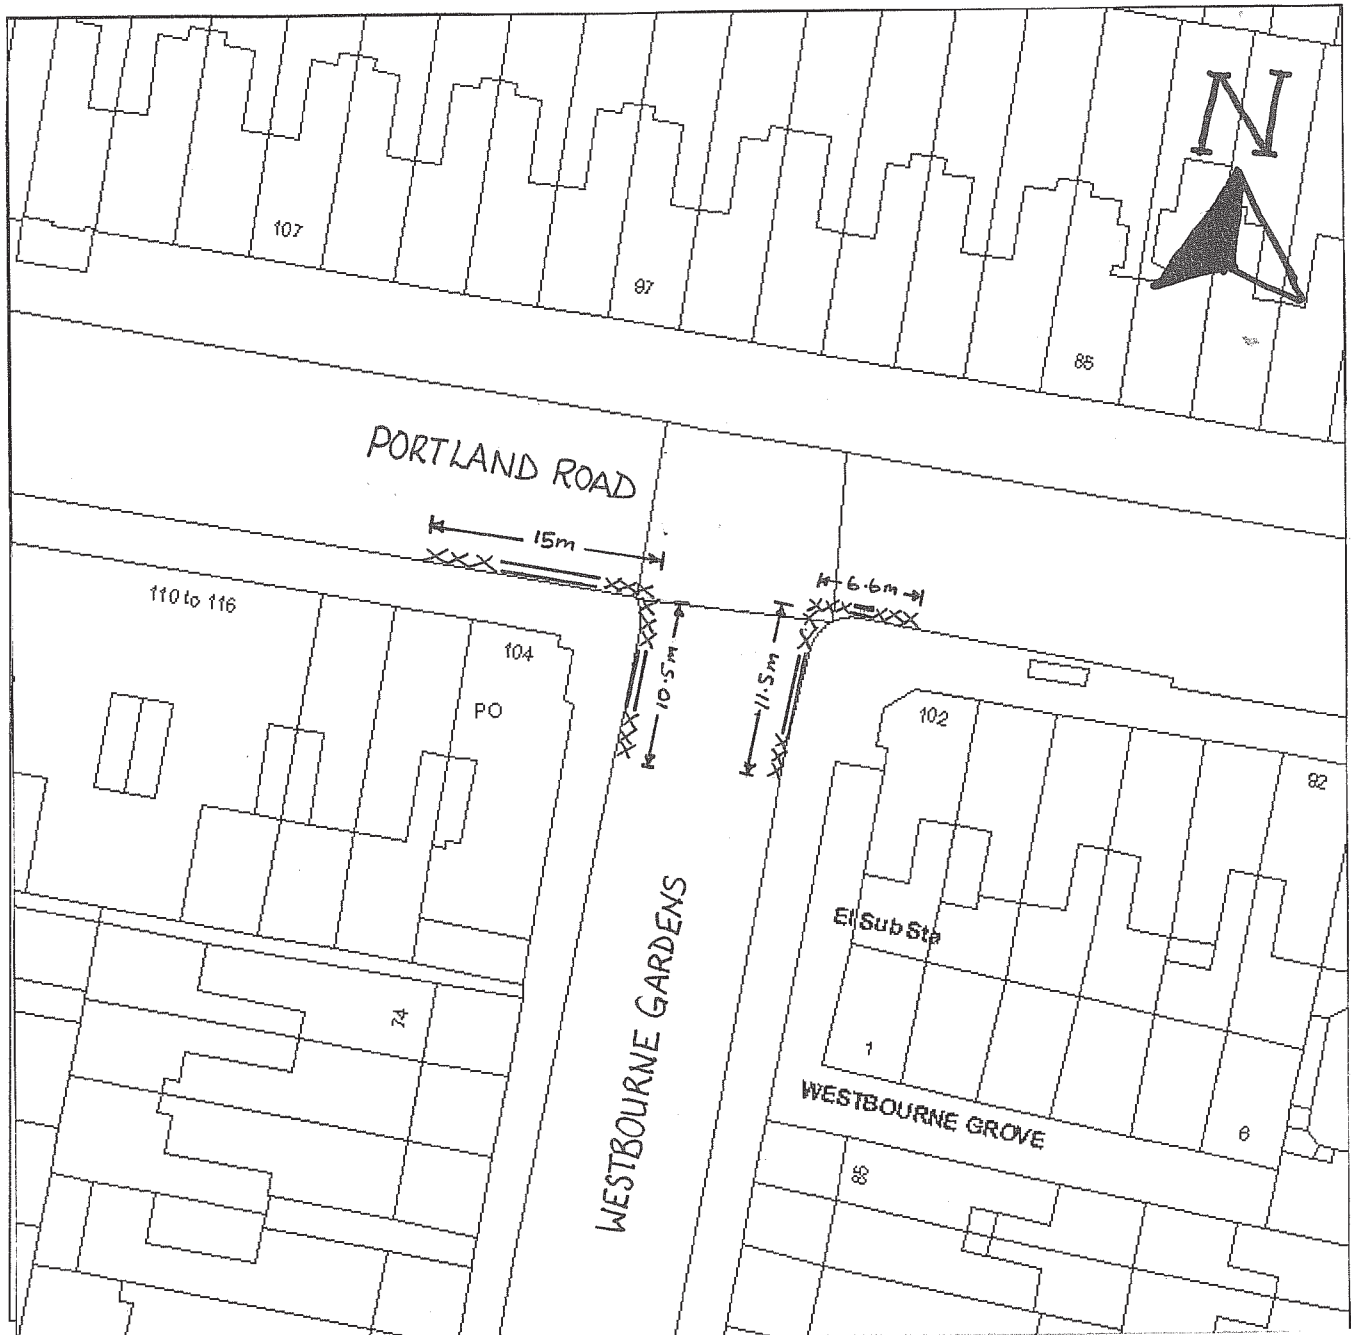 N
107
97
85
PORTLAND ROAD
15m
6.6m
110 to 116
104
10.5m
11.5m
PO
102
92
WESTBOURNE GARDENS
El Sub Sta
74
1
WESTBOURNE GROVE
6
85